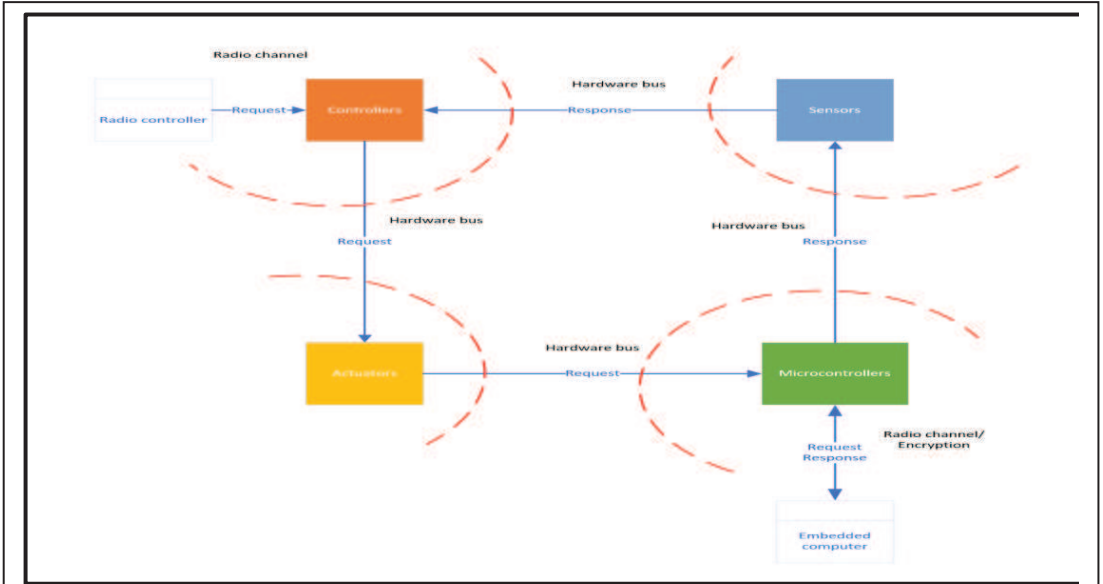 Radio channel
Hardware bus
Radio controller
Request
Controllers
Response
Sensors
Hardware bus
Request
Hardware bus
Response
Hardware bus
Actuators
Request
Microcontrollers
Radio channel/
Encryption
Request
Response
Embedded
computer